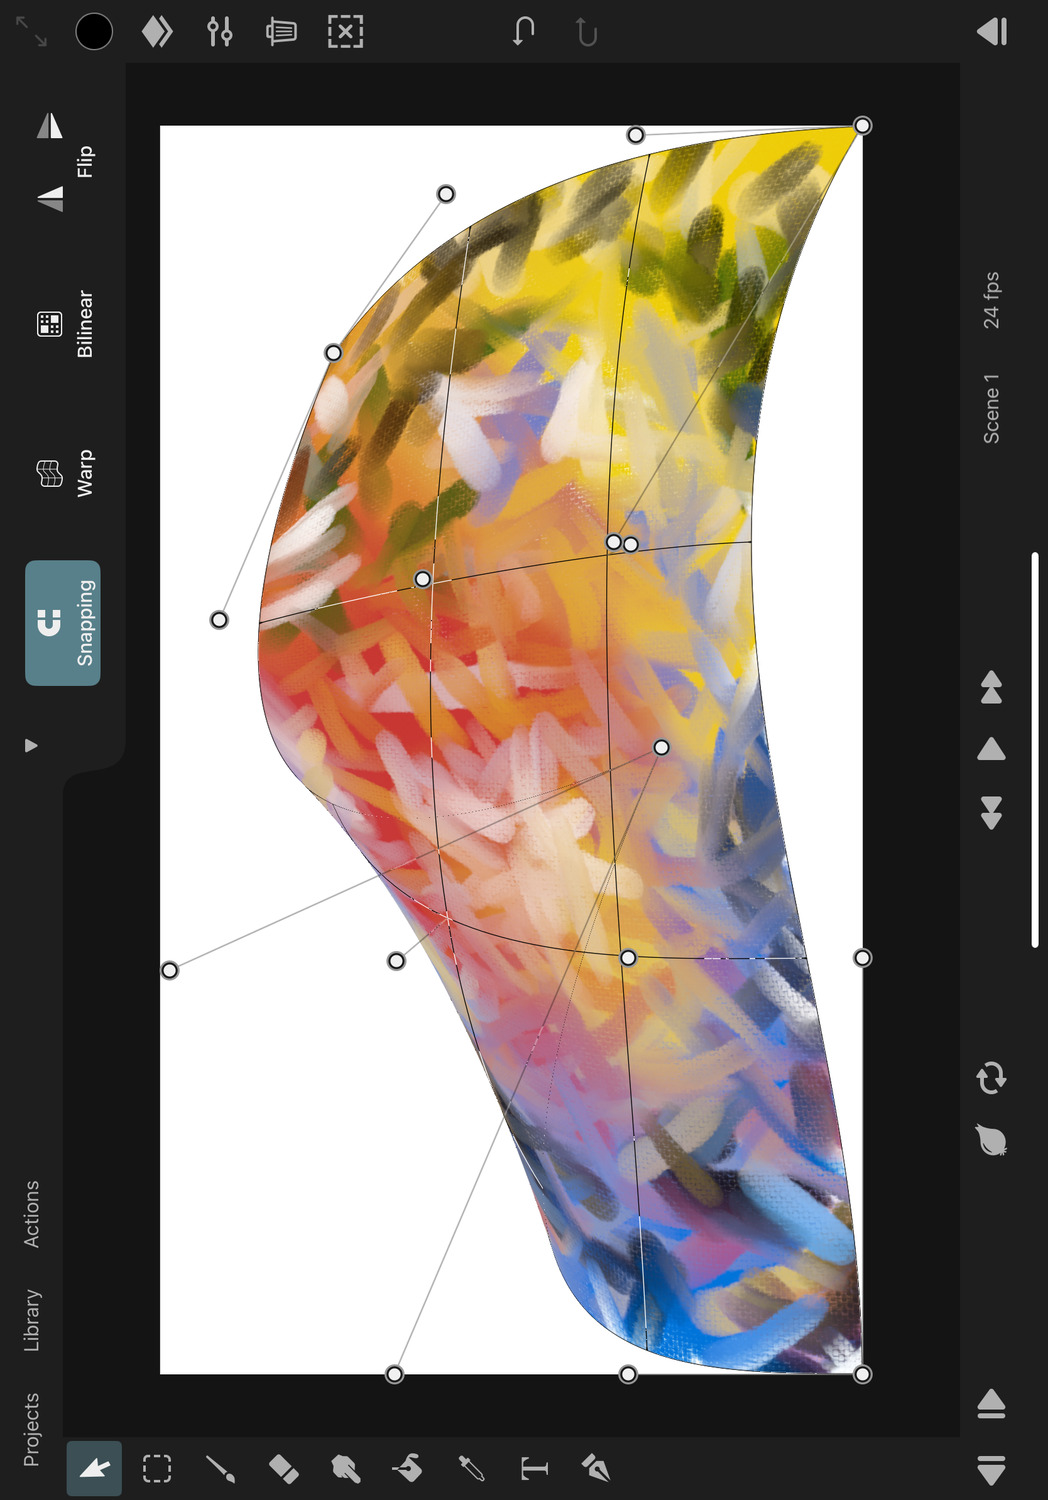 Projects
Library
Actions
Snapping
Warp
Bilinear
Flip
T
Scene 1
24 fps